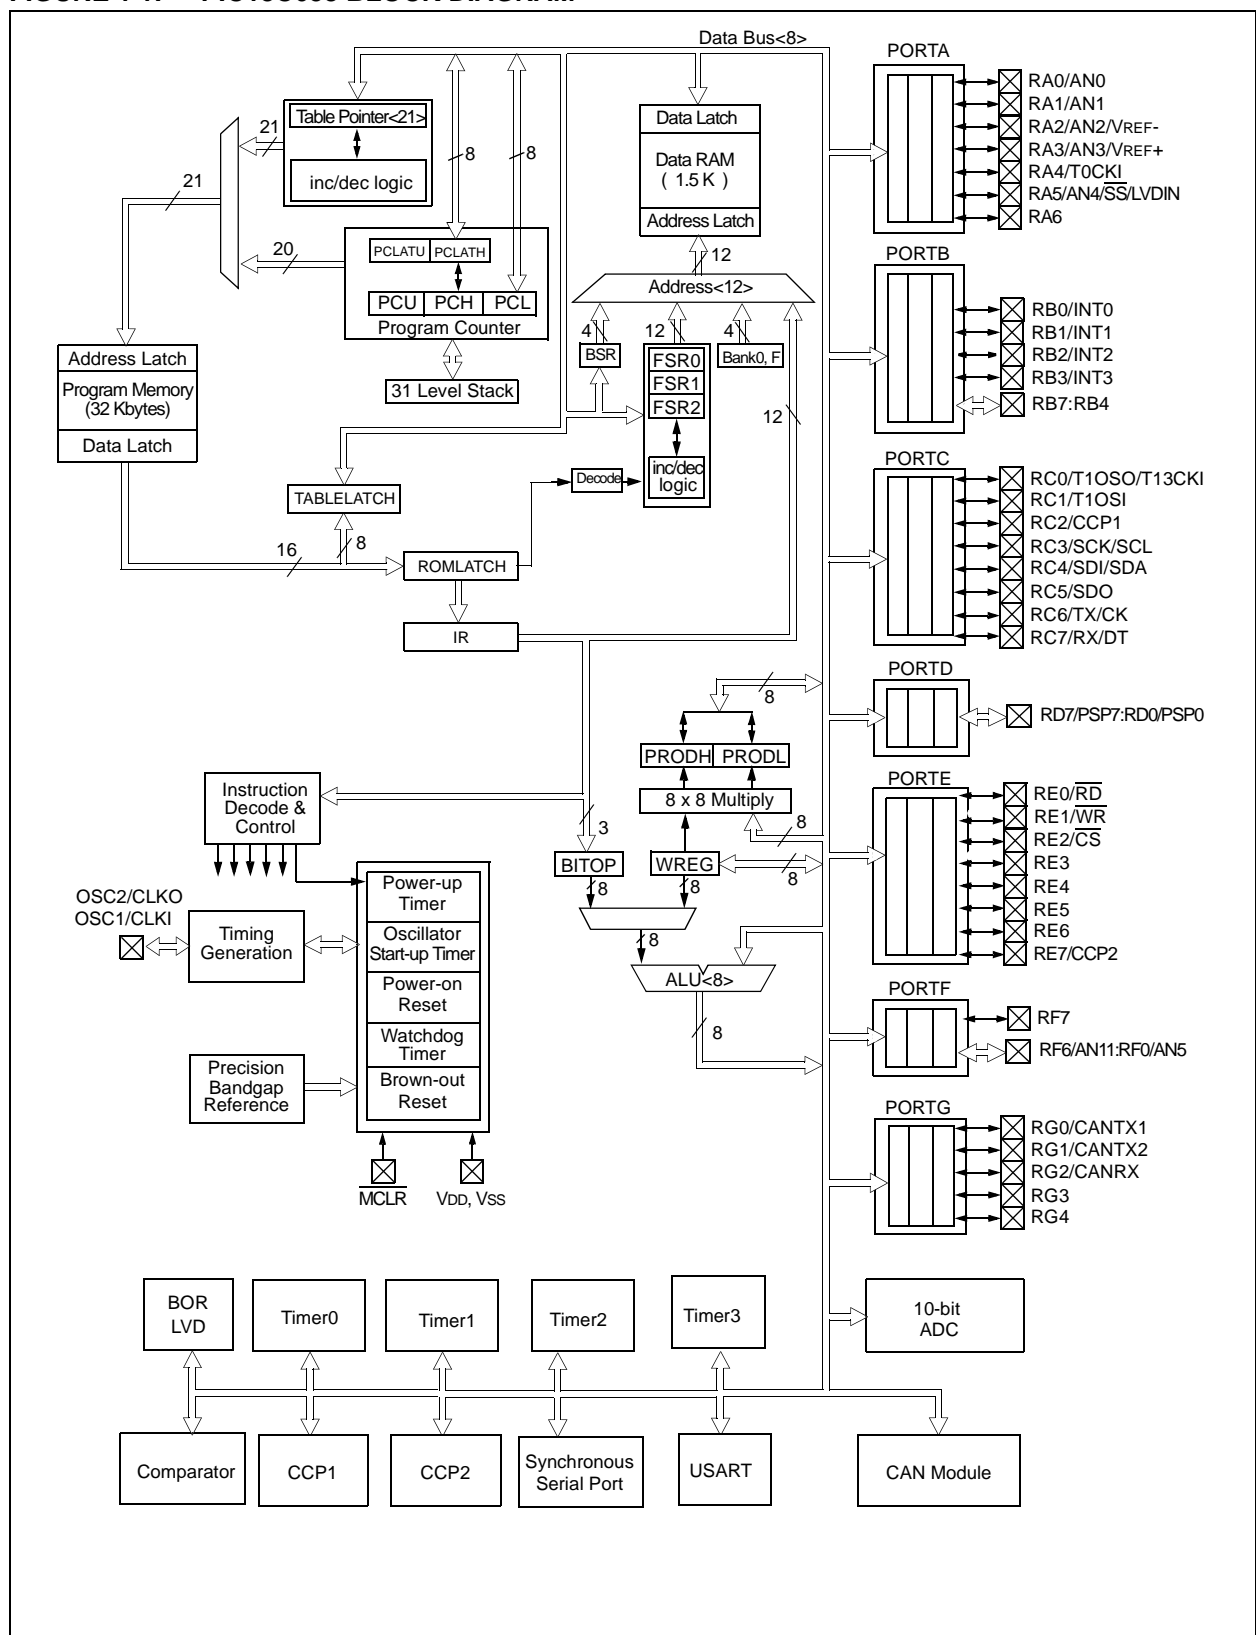 Data Bus<8>
Table Pointer<21>
inc/dec logic
21
21
8
8
20
PCLATU PCLATH
PCU PCH PCL
Program Counter
31 Level Stack
Address Latch
Program Memory
(32 Kbytes)
Data Latch
TABLELATCH
16
8
ROMLATCH
IR
Data Latch
Data RAM
( 1.5 K )
Address Latch
12
Address<12>
4
12
4
BSR
FSR0
FSR1
FSR2
Bank0, F
12
Decode
inc/dec
logic
8
PRODH PRODL
8 x 8 Multiply
8
3
BITOP
WREG
8
8
8
8
ALU<8>
8
Instruction
Decode &
Control
OSC2/CLKO
OSC1/CLKI
Timing
Generation
Power-up
Timer
Oscillator
Start-up Timer
Power-on
Reset
Watchdog
Timer
Brown-out
Reset
Precision
Bandgap
Reference
MCLR
VDD, VSS
PORTA
RA0/AN0
RA1/AN1
RA2/AN2/VREF-
RA3/AN3/VREF+
RA4/T0CKI
RA5/AN4/SS/LVDIN
RA6
PORTB
RB0/INT0
RB1/INT1
RB2/INT2
RB3/INT3
RB7:RB4
PORTC
RC0/T1OSO/T13CKI
RC1/T1OSI
RC2/CCP1
RC3/SCK/SCL
RC4/SDI/SDA
RC5/SDO
RC6/TX/CK
RC7/RX/DT
PORTD
RD7/PSP7:RD0/PSP0
PORTE
RE0/RD
RE1/WR
RE2/CS
RE3
RE4
RE5
RE6
RE7/CCP2
PORTF
RF7
RF6/AN11:RF0/AN5
PORTG
RG0/CANTX1
RG1/CANTX2
RG2/CANRX
RG3
RG4
BOR
LVD
Timer0
Timer1
Timer2
Timer3
10-bit
ADC
Comparator
CCP1
CCP2
Synchronous
Serial Port
USART
CAN Module